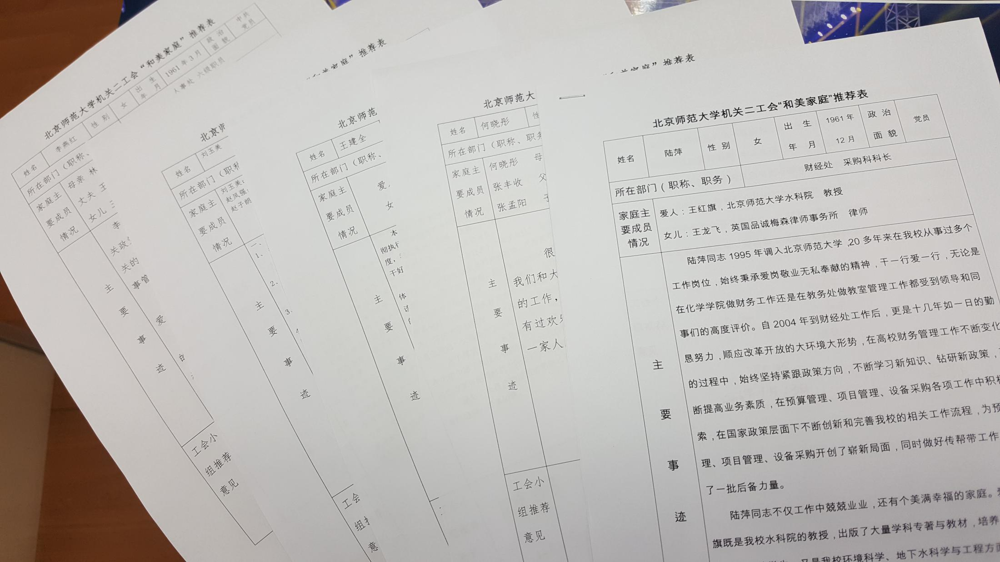 北京师范大学机关二工会“和美家庭”推荐表
姓名 李燕红 性 别 女 出 生 年 月 1961年3月 政 治 面 貌 中共党员
所在部门（职称、
人事处 六级职员
家庭主要成员情况
母亲 林
丈夫 王
女儿
李
关政
关的
事管
爱
的
主要事迹
工会小组推荐意见
“和美家庭”推荐表
北京师
姓名 刘玉美
所在部门（职称
家庭主要成员情况
刘玉美：
赵凤强：
赵子朗
一、
1、
2、
3、
4
主要事迹
工会
组
意
“和美家庭”推荐表
北京师范
姓名 王建全
所在部门（职称、
家庭主要成员情况
爱
女
本
彻执行
度，
干好
体
主要事迹
北京师范大
姓名 何晓彤 性
所在部门（职称、职务
家庭主要成员情况
何晓彤 母
张丰收 父
张孟阳 子
很
我们和大
的工作，
有过欢乐
一家人
主要事迹
工会小组推荐意见
北京师范大学机关二工会“和美家庭”推荐表
姓名 陆萍 性 别 女 出 生 年 月 1961年12月 政 治 面 貌 党员
所在部门（职称、职务） 财经处 采购科科长
家庭主要成员情况
爱人：王红旗，北京师范大学水科院 教授
女儿：王龙飞，英国品诚梅森律师事务所 律师
主要事迹
陆萍同志1995年调入北京师范大学，20多年来在我校从事过多个
工作岗位，始终秉承爱岗敬业无私奉献的精神，干一行爱一行，无论是
在化学学院做财务工作还是在教务处做教室管理工作都受到领导和同
事们的高度评价。自2004年到财经处工作后，更是十几年如一日的勤
恳努力，顺应改革开放的大环境大形势，在高校财务管理工作不断变化
的过程中，始终坚持紧跟政策方向，不断学习新知识、钻研新政策，
断提高业务素质，在预算管理、项目管理、设备采购各项工作中积极
索，在国家政策层面下不断创新和完善我校的相关工作流程，为预
理、项目管理、设备采购开创了崭新局面，同时做好传帮带工作
了一批后备力量。
陆萍同志不仅工作中兢兢业业，还有个美满幸福的家庭。爱
旗既是我校水科院的教授，出版了大量学科专著与教材，培养
又是我校环境科学、地下水科学与工程方面